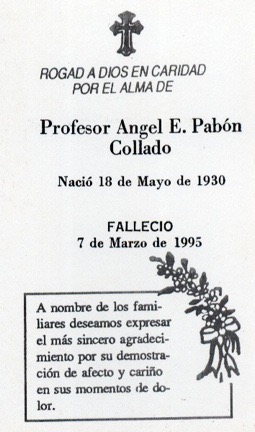 ROGAD A DIOS EN CARIDAD
POR EL ALMA DE
Profesor Angel E. Pabón
Collado
Nació 18 de Mayo de 1930
FALLECIO
7 de Marzo de 1995
A nombre de los fami-
liares deseamos expresar
el más sincero agradeci-
miento por su demostra-
ción de afecto y cariño
en sus momentos de do-
lor.